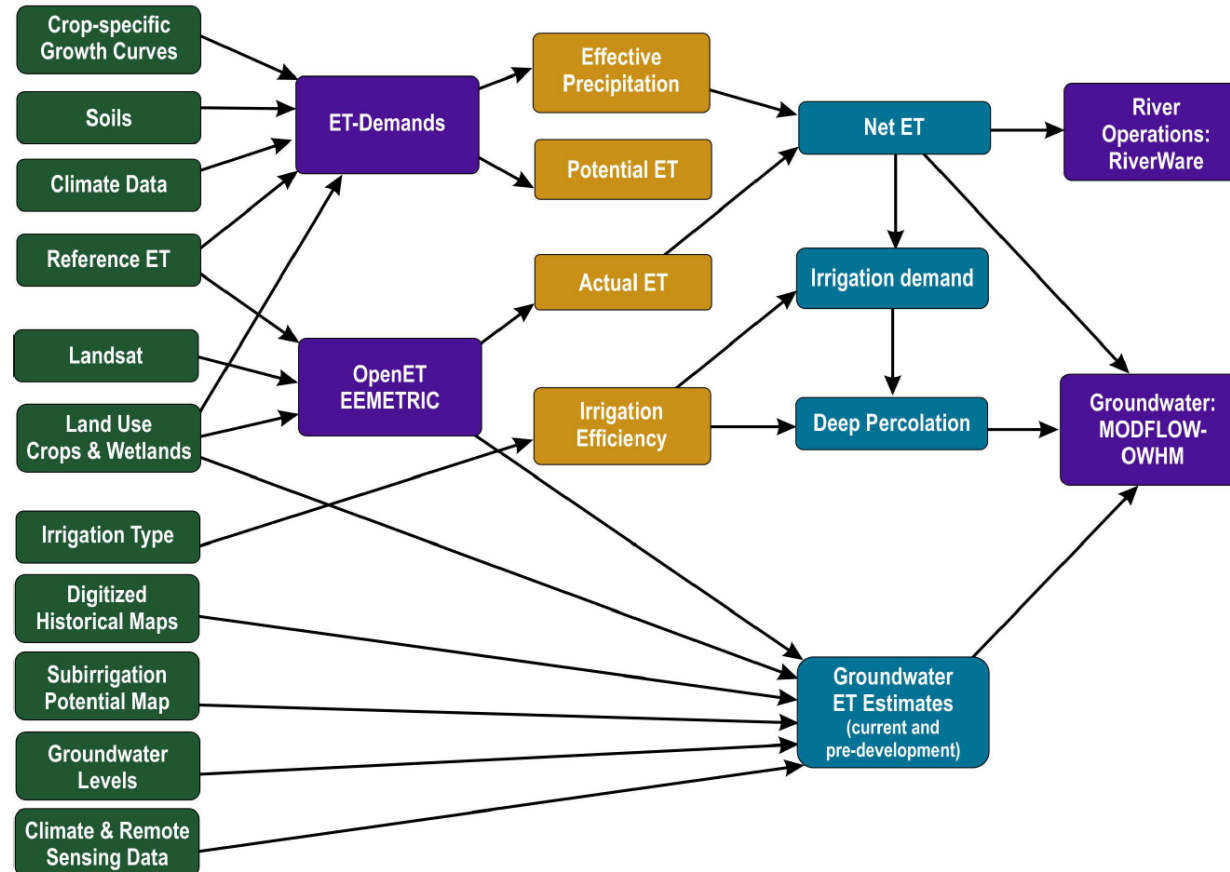 Crop-specific
Growth Curves
Soils
Climate Data
Reference ET
Landsat
Land Use
Crops & Wetlands
Irrigation Type
Digitized
Historical Maps
Subirrigation
Potential Map
Groundwater
Levels
Climate & Remote
Sensing Data
ET-Demands
OpenET
EEMETRIC
Effective
Precipitation
Potential ET
Actual ET
Irrigation
Efficiency
Net ET
Irrigation demand
Deep Percolation
Groundwater
ET Estimates
(current and
pre-development)
River
Operations:
RiverWare
Groundwater:
MODFLOW-
OWHM